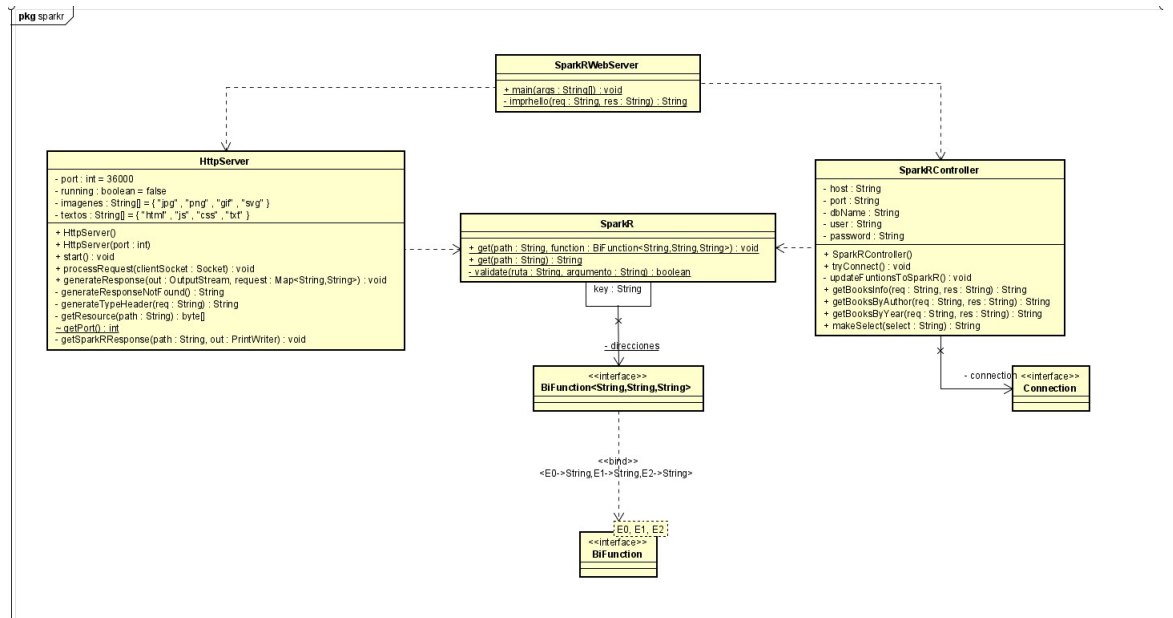 pkg sparkr
SparkRWebServer
+ main(args : String[]) : void
- imprhello(req : String, res : String) : String
HttpServer
- port : int = 36000
- running : boolean = false
- imagenes : String[] = { "jpg" , "png" , "gif" , "svg" }
- textos : String[] = { "html" , "js" , "css" , "txt" }
+ HttpServer()
+ HttpServer(port : int)
+ start() : void
+ processRequest(clientSocket : Socket) : void
+ generateResponse(out : OutputStream, request : Map<String,String>) : void
- generateResponseNotFound() : String
- generateTypeHeader(req : String) : String
- getResource(path : String) : byte[]
~ getPort() : int
- getSparkRResponse(path : String, out : PrintWriter) : void
SparkR
+ get(path : String, function : BiFunction<String,String,String>) : void
+ get(path : String) : String
- validate(ruta : String, argumento : String) : boolean
key : String
- direcciones
SparkRController
- host : String
- port : String
- dbName : String
- user : String
- password : String
+ SparkRController()
+ tryConnect() : void
- updateFuntionsToSparkR() : void
+ getBooksInfo(req : String, res : String) : String
+ getBooksByAuthor(req : String, res : String) : String
+ getBooksByYear(req : String, res : String) : String
+ makeSelect(select : String) : String
- connection
<<interface>>
Connection
<<interface>>
BiFunction<String,String,String>
<<bind>>
<E0->String,E1->String,E2->String>
E0, E1, E2
<<interface>>
BiFunction